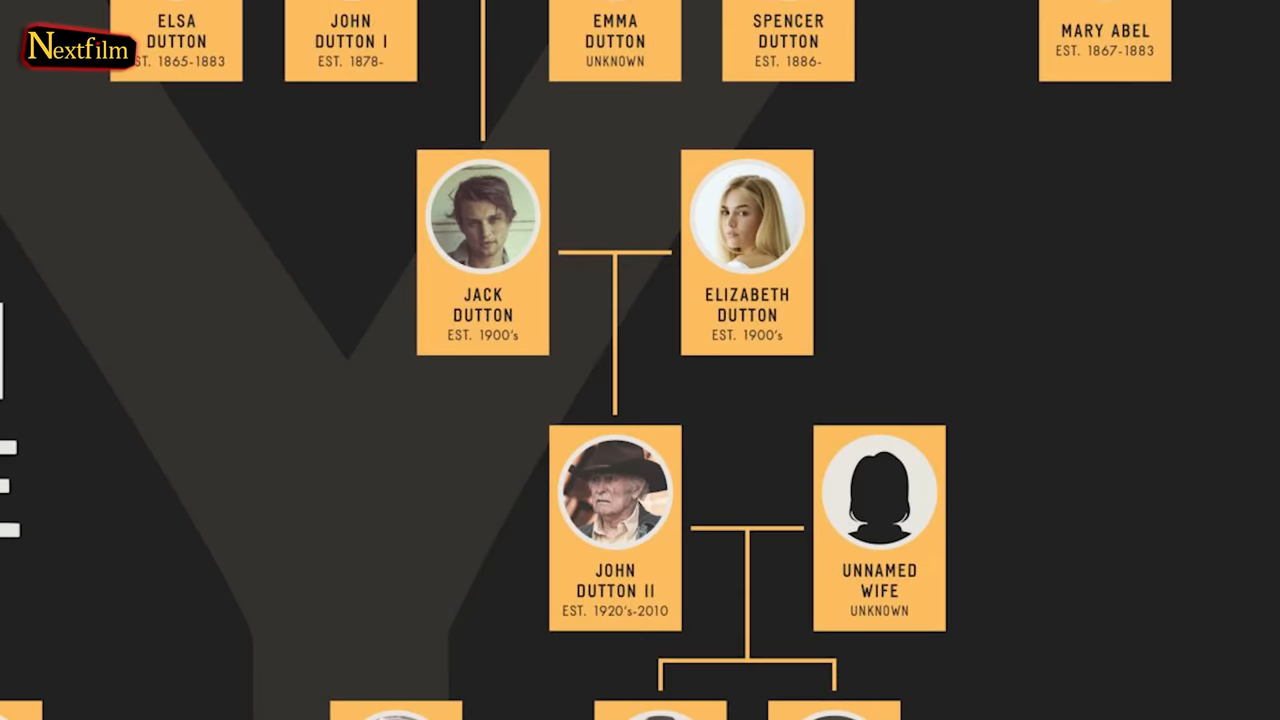 Nextfilm
ELSA
DUTTON
EST. 1865-1883
JOHN
DUTTON I
EST. 1878-
EMMA
DUTTON
UNKNOWN
SPENCER
DUTTON
EST. 1886-
MARY ABEL
EST. 1867-1883
JACK
DUTTON
EST. 1900's
ELIZABETH
DUTTON
EST. 1900's
JOHN
DUTTON II
EST. 1920's-2010
UNNAMED
WIFE
UNKNOWN